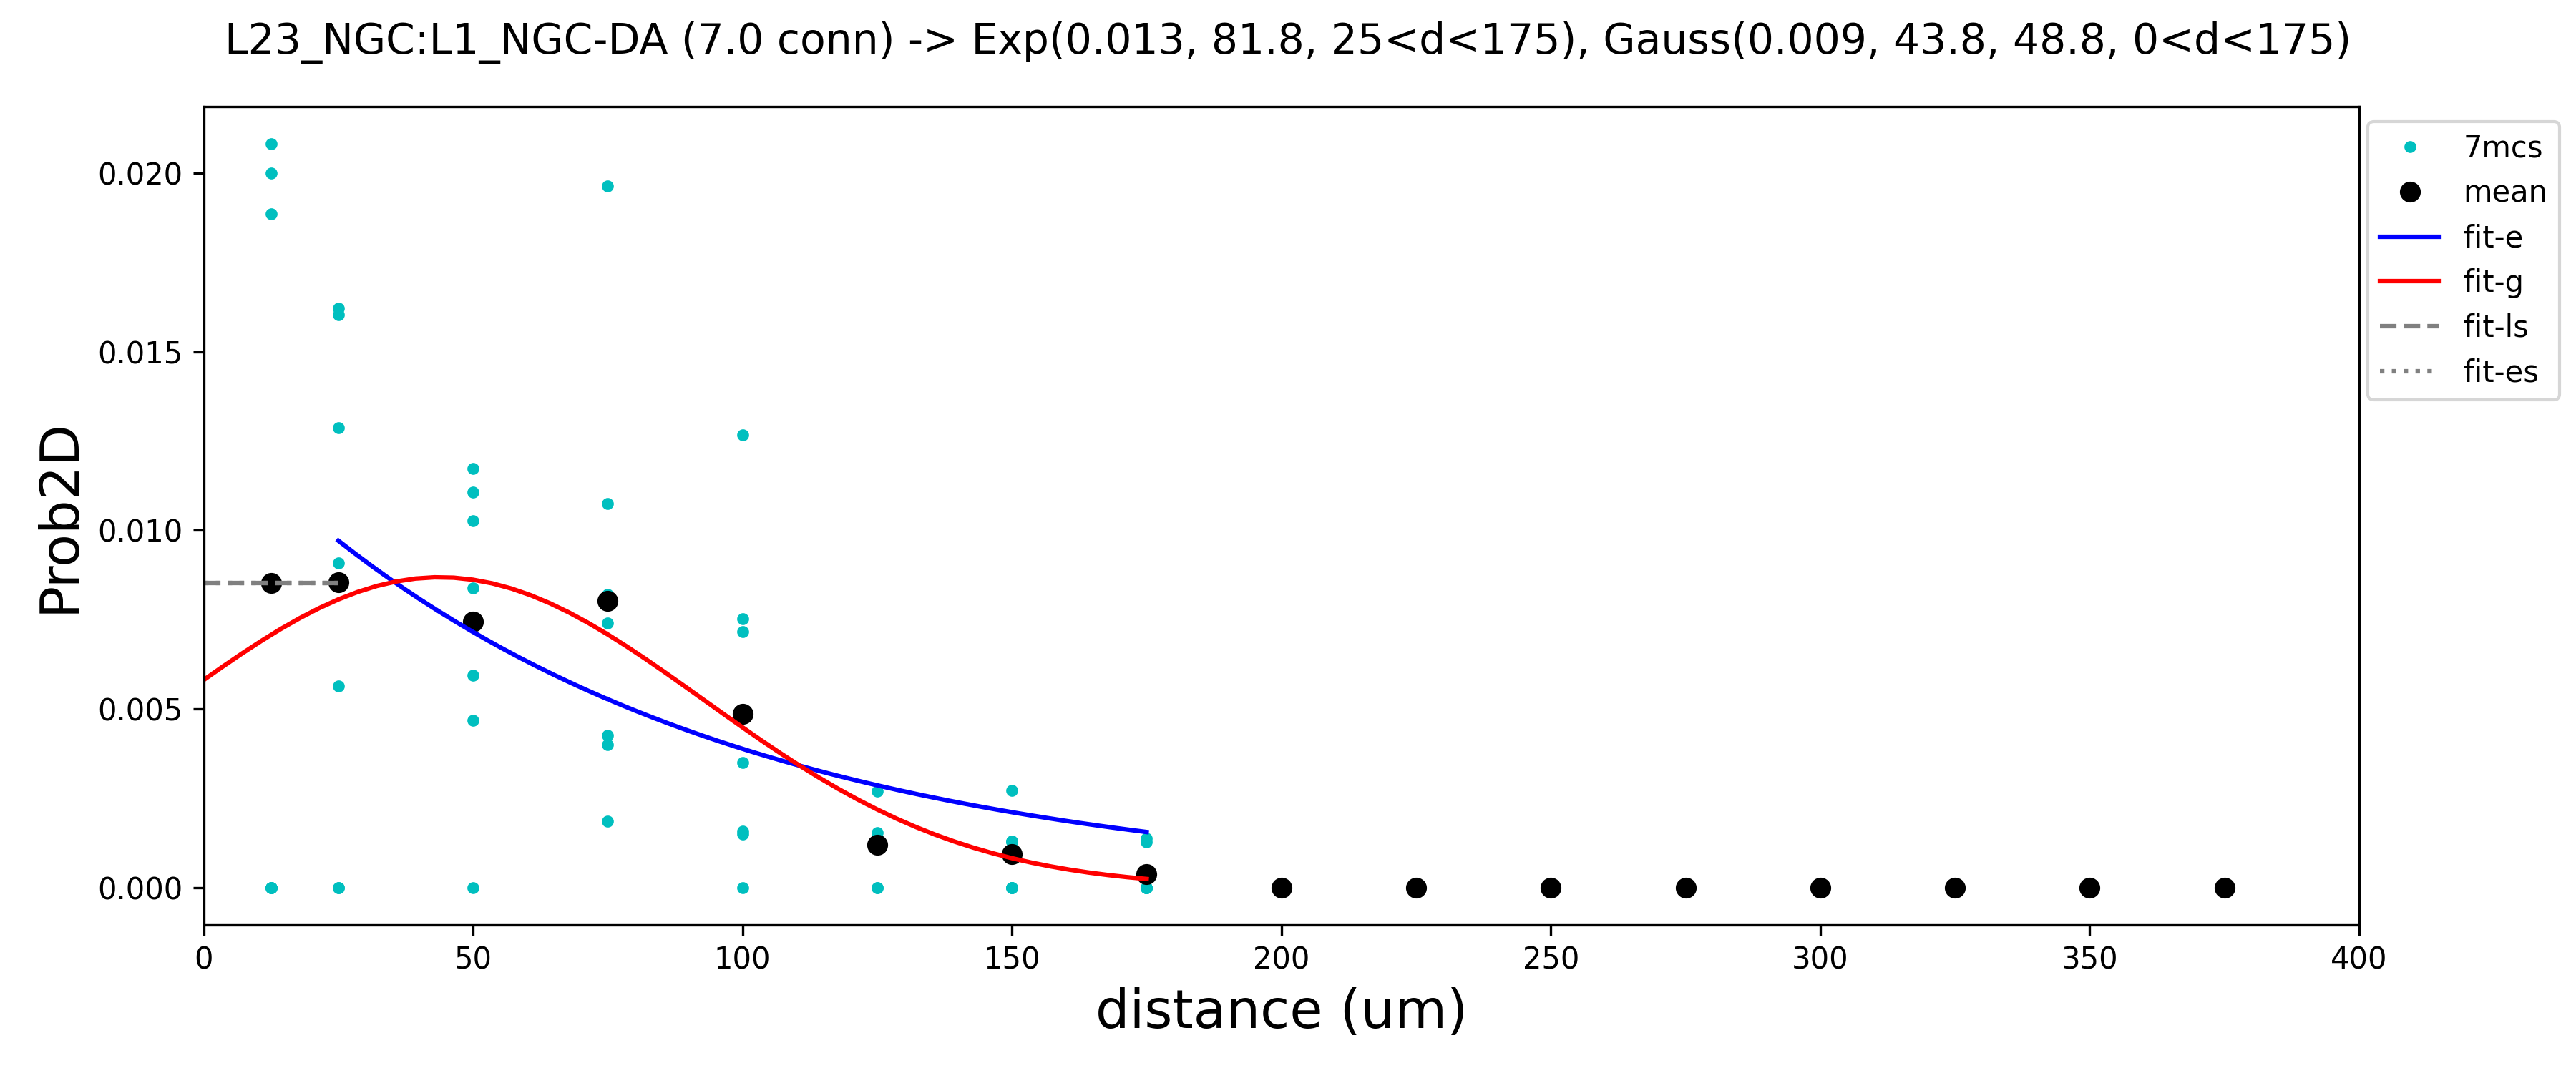 L23_NGC:L1_NGC-DA (7.0 conn) -> Exp(0.013, 81.8, 25<d<175), Gauss(0.009, 43.8, 48.8, 0<d<175)
7mcs
mean
fit-e
fit-g
fit-ls
fit-es
Prob2D
0.020
0.015
0.010
0.005
0.000
0 50 100 150 200 250 300 350 400
distance (um)